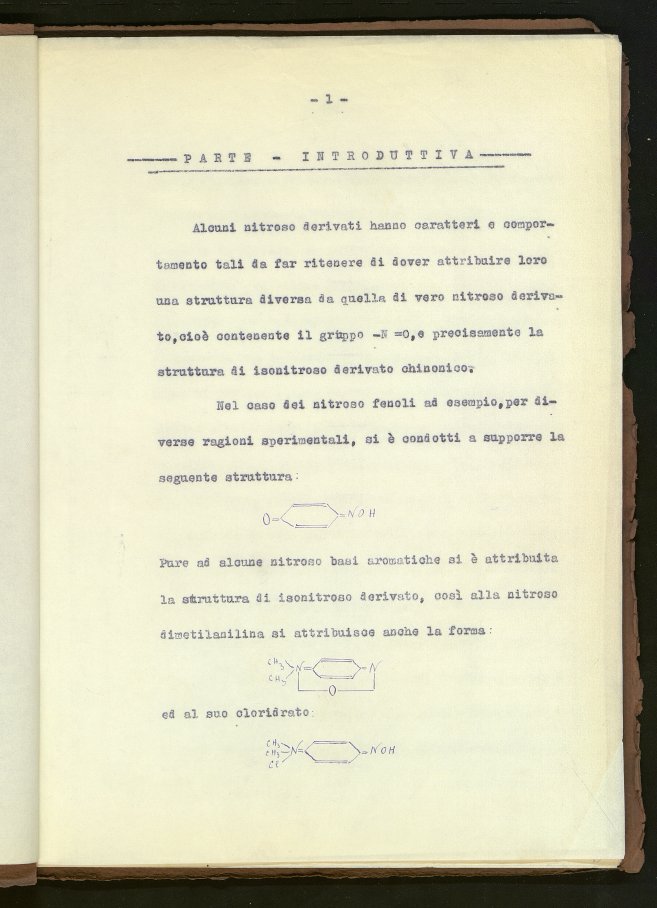 - 1 -
PARTE - INTRODUTTIVA
Alcuni nitroso derivati hanno caratteri e compor-
tamento tali da far ritenere di dover attribuire loro
una struttura diversa da quella di vero nitroso deriva-
to,cioè contenente il gruppo -N =O,e precisamente la
struttura di isonitroso derivato chinonico.
Nel caso dei nitroso fenoli ad esempio,per di-
verse ragioni sperimentali, si è condotti a supporre la
seguente struttura:
O= =NOH
Pure ad alcune nitroso basi aromatiche si è attribuita
la struttura di isonitroso derivato, così alla nitroso
dimetilanilina si attribuisce anche la forma:
CH3
CH3
N= =N
O
ed al suo cloridrato:
CH3
CH3
Cl
N= =NOH